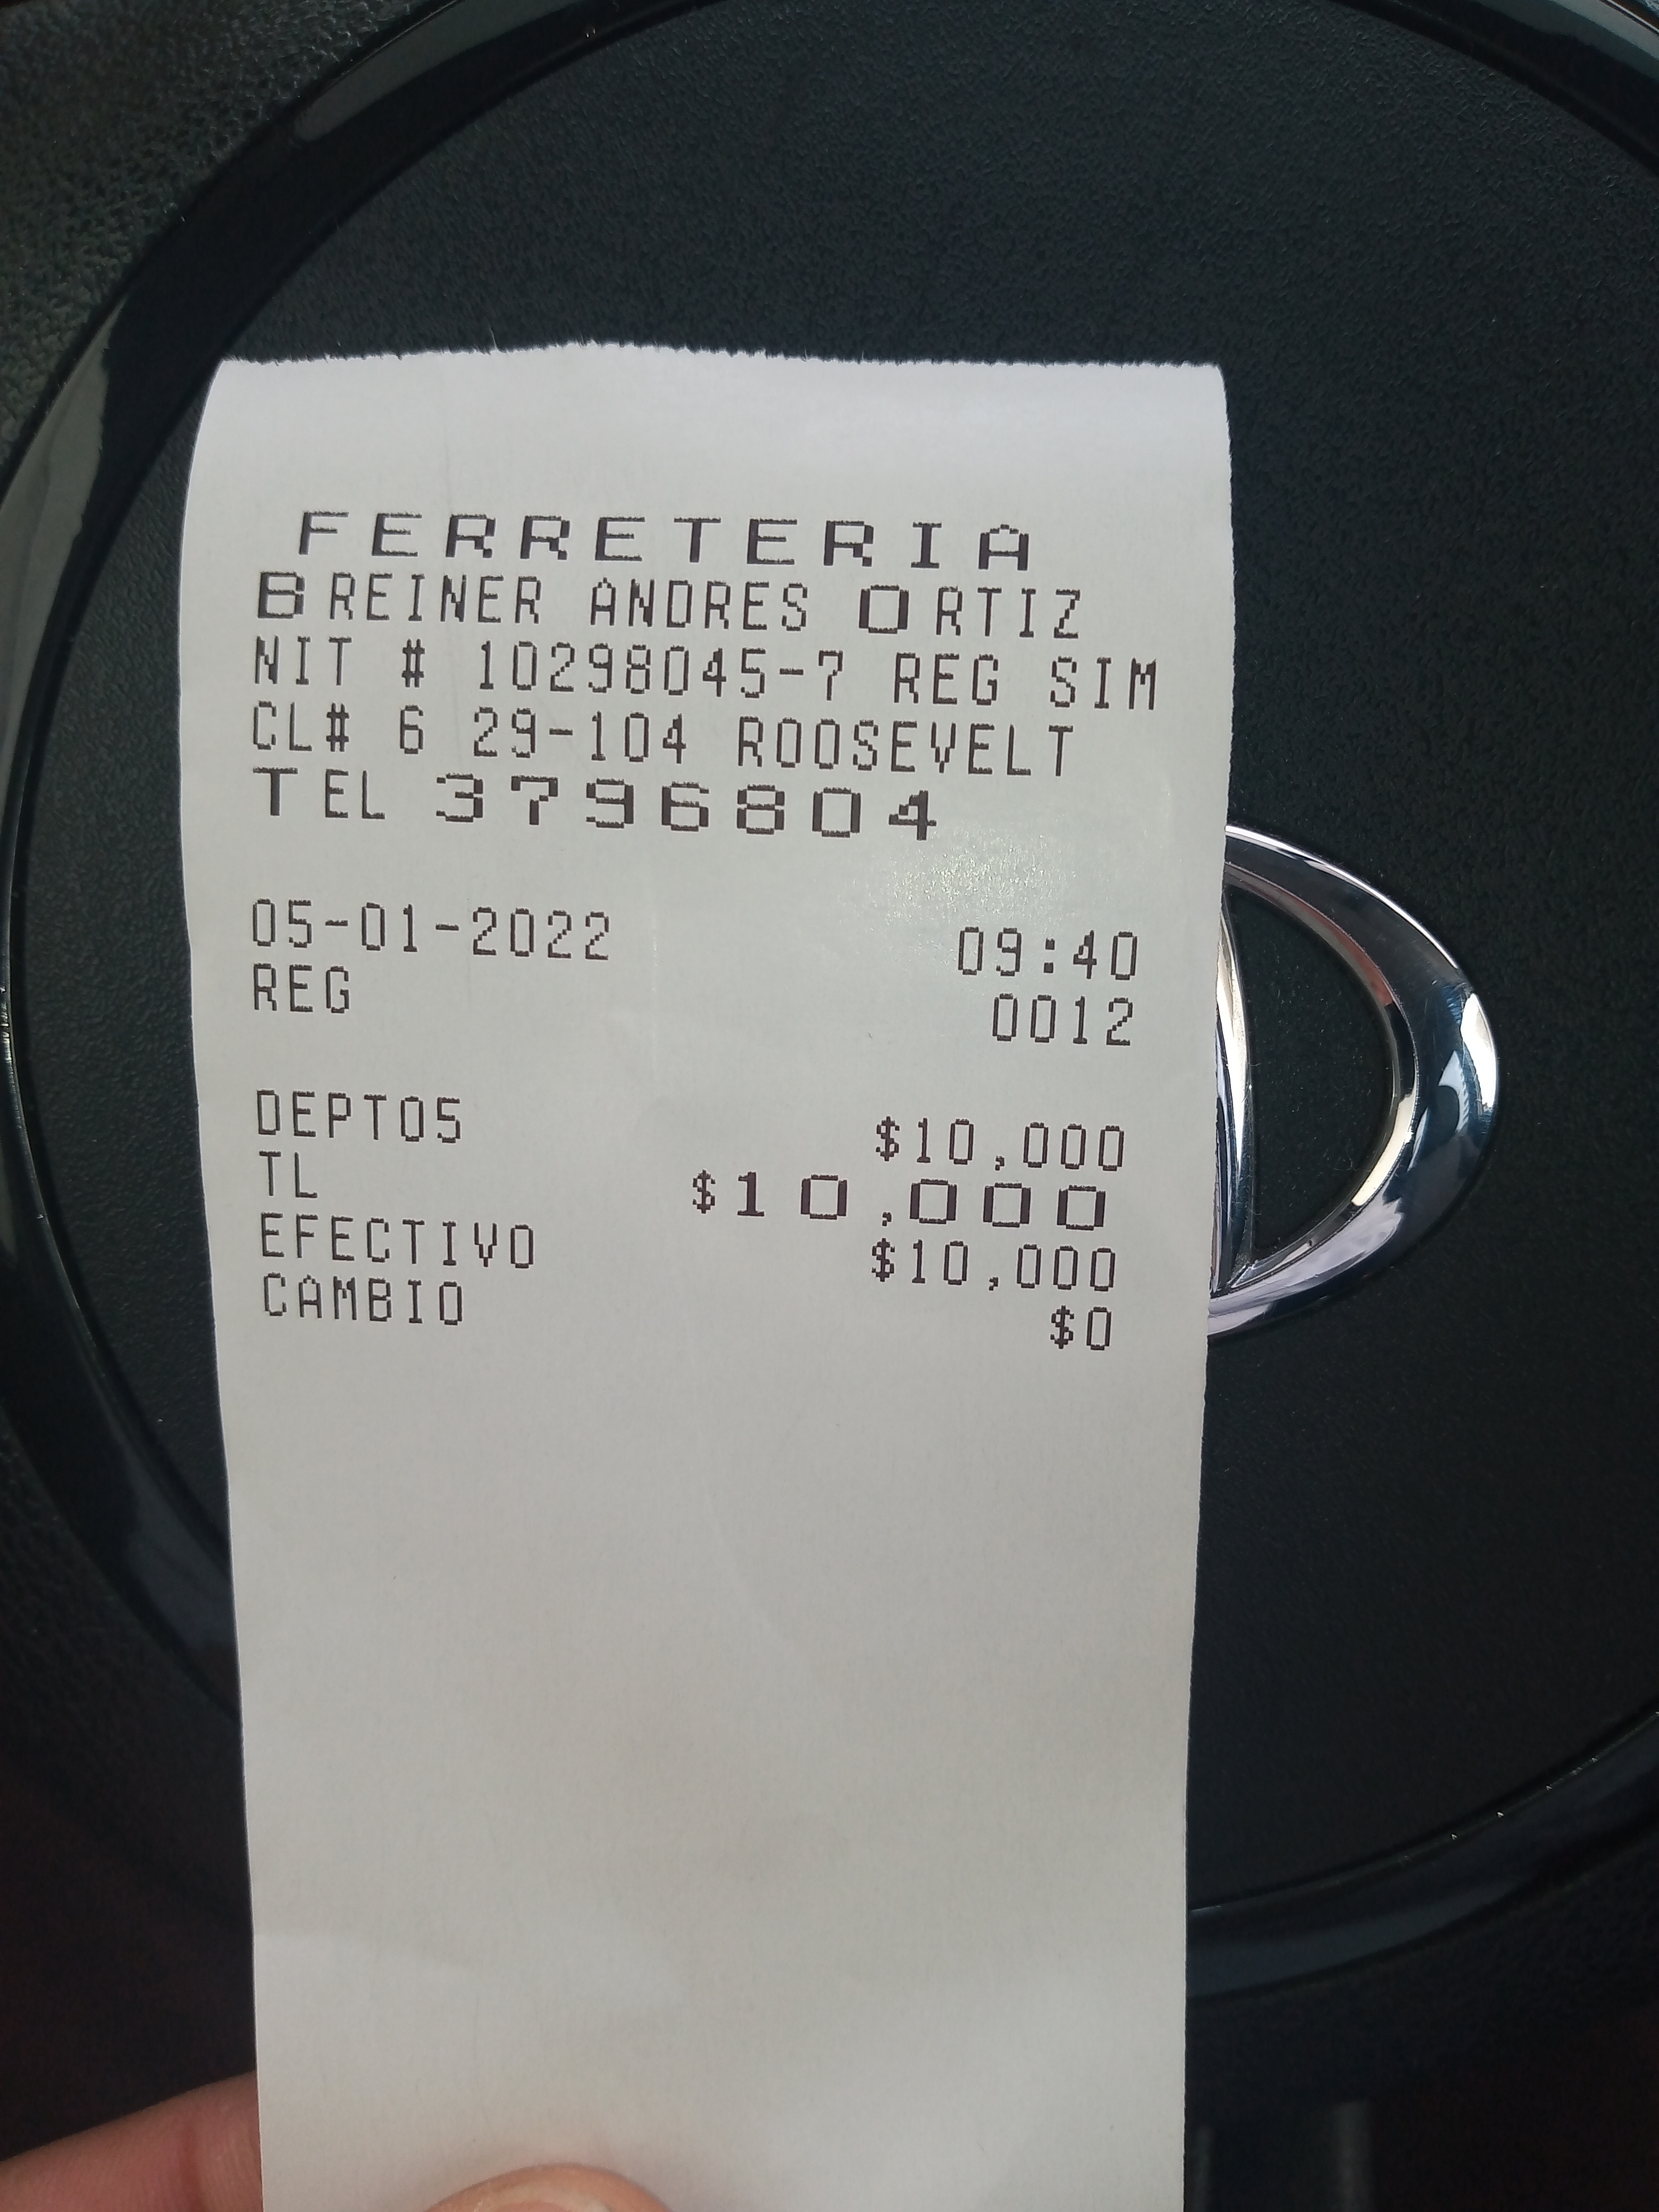 FERRETERIA
BREINER ANDRES ORTIZ
NIT # 10298045-7 REG SIM
CL# 6 29-104 ROOSEVELT
TEL 3796804
05-01-2022 09:40
REG 0012
DEPT05 $10,000
TL $10,000
EFECTIVO $10,000
CAMBIO $0